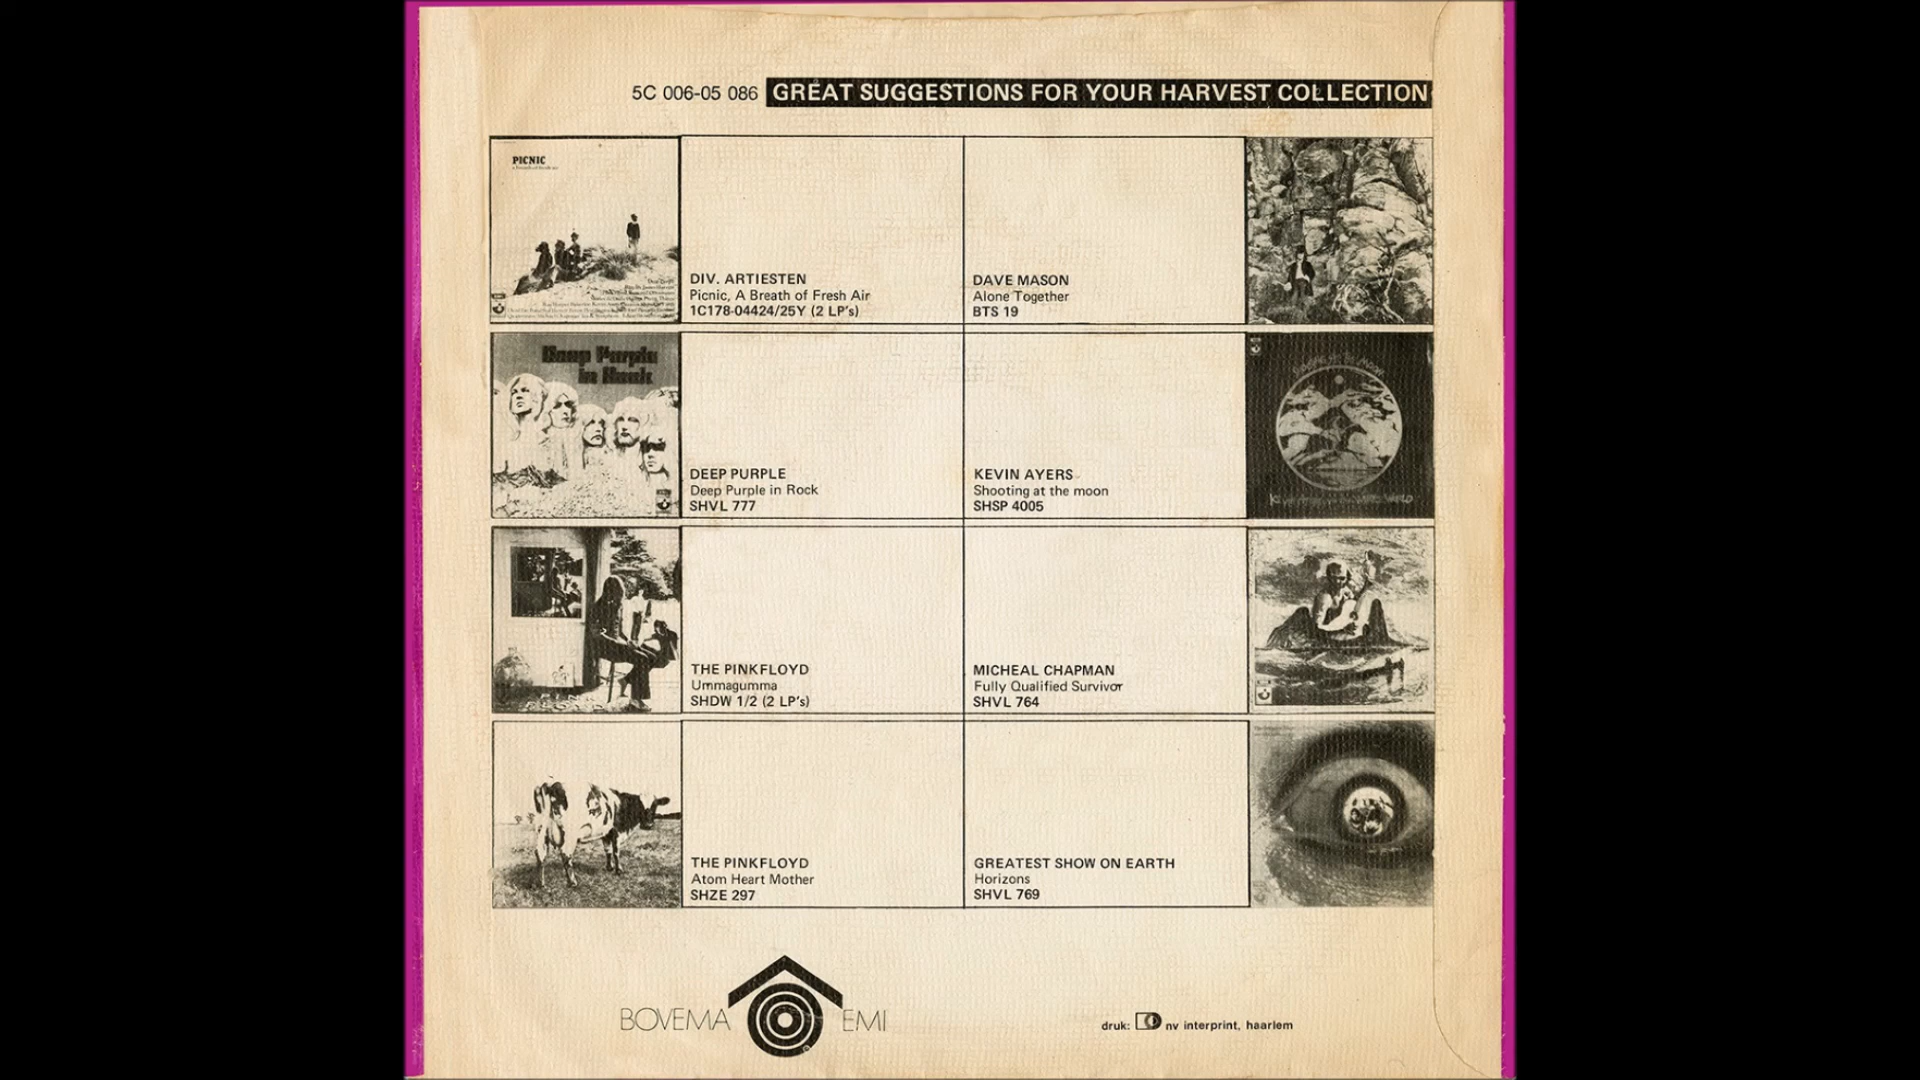 5C 006-05 086 GREAT SUGGESTIONS FOR YOUR HARVEST COLLECTION
PICNIC
DIV. ARTIESTEN
Picnic, A Breath of Fresh Air
1C178-04424/25Y (2 LP's)
DAVE MASON
Alone Together
BTS 19
Deep Purple
in Rock
DEEP PURPLE
Deep Purple in Rock
SHVL 777
KEVIN AYERS
Shooting at the moon
SHSP 4005
THE PINKFLOYD
Ummagumma
SHDW 1/2 (2 LP's)
MICHEAL CHAPMAN
Fully Qualified Survivor
SHVL 764
THE PINKFLOYD
Atom Heart Mother
SHZE 297
GREATEST SHOW ON EARTH
Horizons
SHVL 769
BOVEMA EMI
druk: nv interprint, haarlem